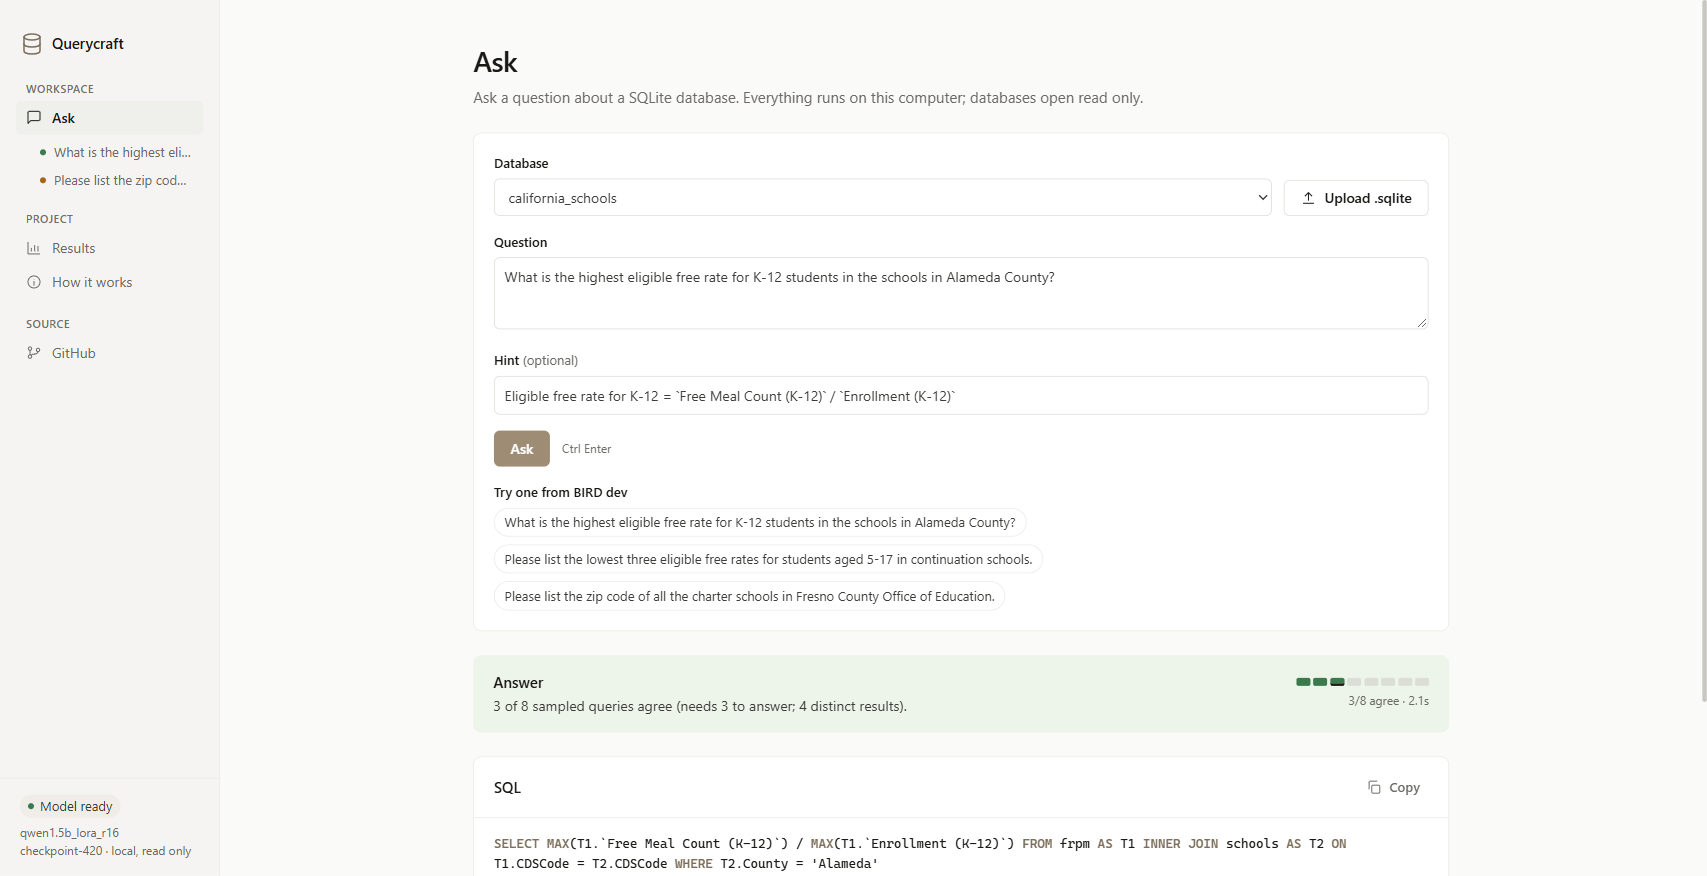 Querycraft
WORKSPACE
Ask
What is the highest eli...
Please list the zip cod...
PROJECT
Results
How it works
SOURCE
GitHub
Model ready
qwen1.5b_lora_r16
checkpoint-420 · local, read only
Ask
Ask a question about a SQLite database. Everything runs on this computer; databases open read only.
Database
california_schools
Upload .sqlite
Question
What is the highest eligible free rate for K-12 students in the schools in Alameda County?
Hint (optional)
Eligible free rate for K-12 = `Free Meal Count (K-12)` / `Enrollment (K-12)`
Ask
Ctrl Enter
Try one from BIRD dev
What is the highest eligible free rate for K-12 students in the schools in Alameda County?
Please list the lowest three eligible free rates for students aged 5-17 in continuation schools.
Please list the zip code of all the charter schools in Fresno County Office of Education.
Answer
3 of 8 sampled queries agree (needs 3 to answer; 4 distinct results).
3/8 agree · 2.1s
SQL
Copy
SELECT MAX(T1.`Free Meal Count (K-12)`) / MAX(T1.`Enrollment (K-12)`) FROM frpm AS T1 INNER JOIN schools AS T2 ON
T1.CDSCode = T2.CDSCode WHERE T2.County = 'Alameda'